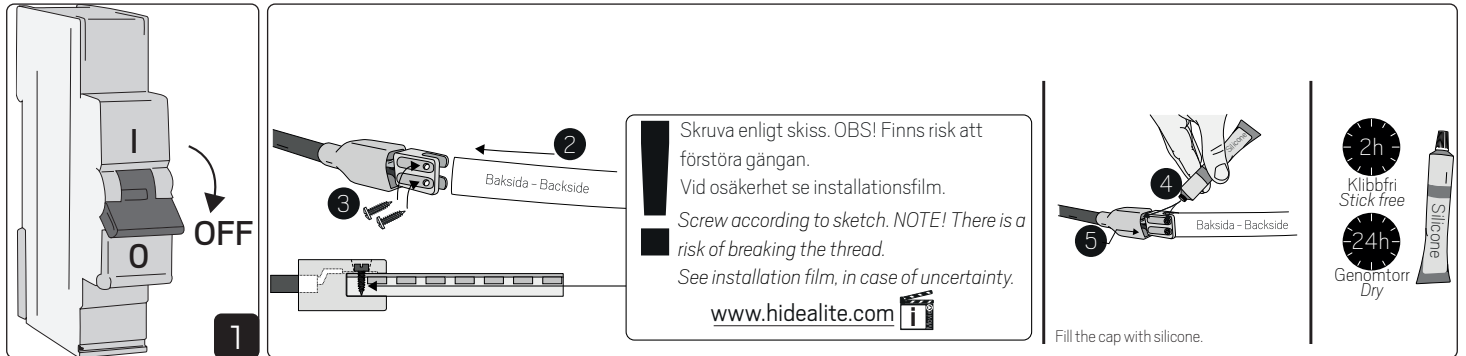 I
OFF
O
1
2
Baksida - Backside
3
Skruva enligt skiss. OBS! Finns risk att
förstöra gängan.
Vid osäkerhet se installationsfilm.
Screw according to sketch. NOTE! There is a
risk of breaking the thread.
See installation film, in case of uncertainty.
www.hidealite.com
i
Silicone
4
5
Baksida - Backside
Fill the cap with silicone.
2h
Klibbfri
Stick free
24h
Genomtorr
Dry
Silicone